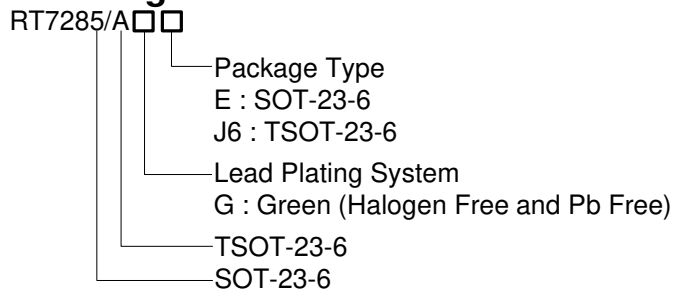 RT7285/A□□
Package Type
E : SOT-23-6
J6 : TSOT-23-6
Lead Plating System
G : Green (Halogen Free and Pb Free)
TSOT-23-6
SOT-23-6